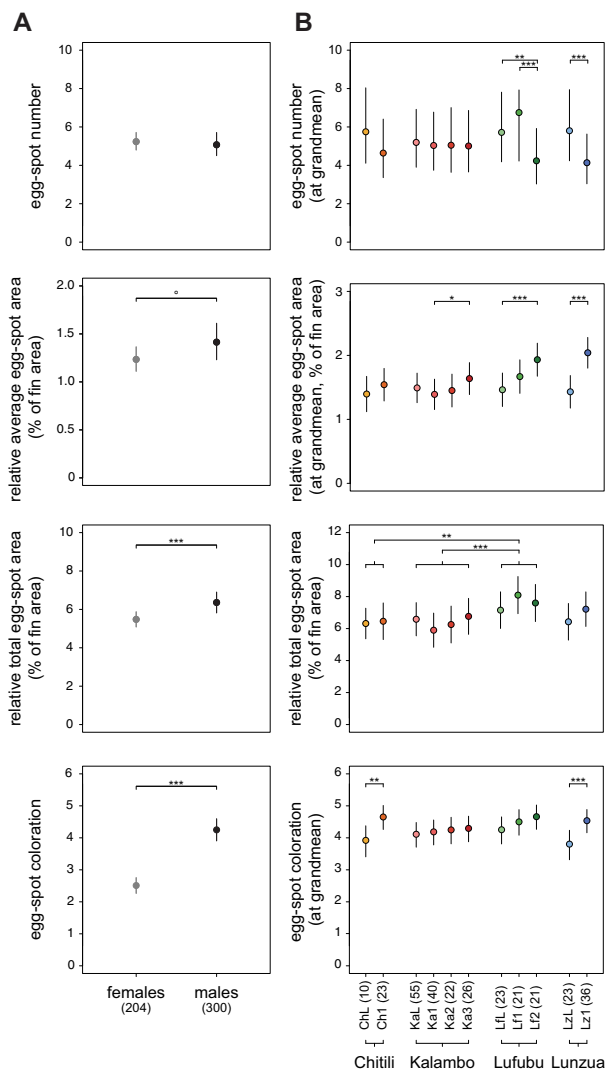 A
B
10
8
6
4
2
0
egg-spot number
10
8
6
4
2
0
egg-spot number
(at grandmean)
**
***
***
2.0
1.5
1.0
0.5
0
relative average egg-spot area
(% of fin area)
°
3
2
1
0
relative average egg-spot area
(at grandmean, % of fin area)
*
***
***
10
8
6
4
2
0
relative total egg-spot area
(% of fin area)
***
12
10
8
6
4
2
0
relative total egg-spot area
(% of fin area)
**
***
6
5
4
3
2
1
0
egg-spot coloration
***
6
5
4
3
2
1
0
egg-spot coloration
(at grandmean)
**
***
females
(204)
males
(300)
ChL (10)
Ch1 (23)
KaL (55)
Ka1 (40)
Ka2 (22)
Ka3 (26)
LfL (23)
Lf1 (21)
Lf2 (21)
LzL (23)
Lz1 (36)
Chitili
Kalambo
Lufubu
Lunzua